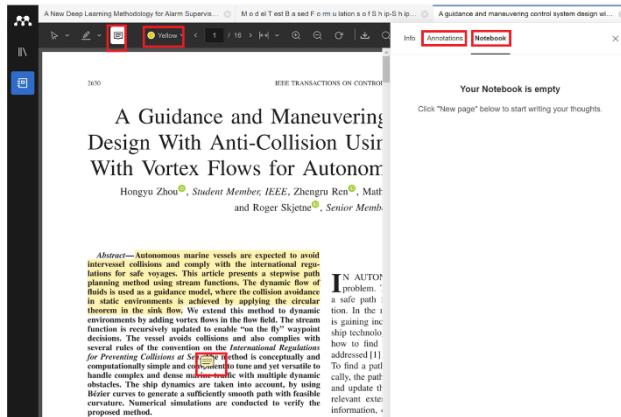 A New Deep Learning Methodology for Alarm Supervis...
M o d el T est B a sed F o rm u lation s o f S h ip-S h ip...
A guidance and maneuvering control system design wi...
Yellow
1 / 16
Info Annotations Notebook
Your Notebook is empty
Click "New page" below to start writing your thoughts.
2630
IEEE TRANSACTIONS ON CONTRO
A Guidance and Maneuvering
Design With Anti-Collision Usin
With Vortex Flows for Autonom
Hongyu Zhou, Student Member, IEEE, Zhengru Ren, Math
and Roger Skjetne, Senior Memb
Abstract—Autonomous marine vessels are expected to avoid
intervessel collisions and comply with the international regu-
lations for safe voyages. This article presents a stepwise path
planning method using stream functions. The dynamic flow of
fluids is used as a guidance model, where the collision avoidance
in static environments is achieved by applying the circular
theorem in the sink flow. We extend this method to dynamic
environments by adding vortex flows in the flow field. The stream
function is recursively updated to enable "on the fly" waypoint
decisions. The vessel avoids collisions and also complies with
several rules of the convention on the International Regulations
for Preventing Collisions at Se method is conceptually and
computationally simple and to tune and yet versatile to
handle complex and dense traffic with multiple dynamic
obstacles. The ship dynamics are taken into account, by using
Bézier curves to generate a sufficiently smooth path with feasible
curvature. Numerical simulations are conducted to verify the
proposed method.
IN AUTON
problem.
a safe path
tion. In the
is gaining inc
ship technolo
how to find
addressed [1]
To find a path
cally, the path
and update th
relevant exte
information,